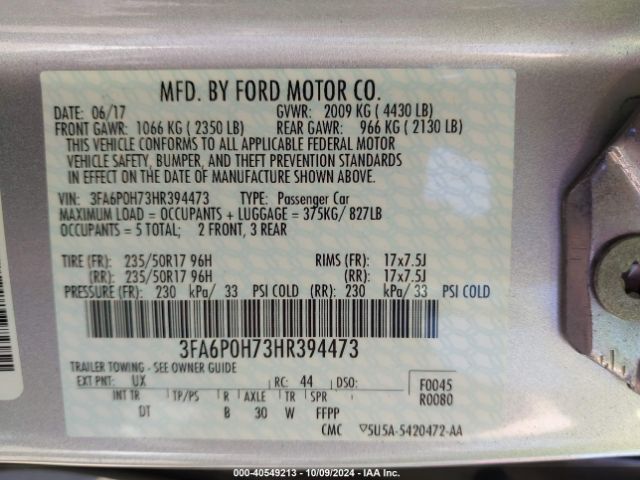 MFD. BY FORD MOTOR CO.
DATE: 06/17 GVWR: 2009 KG ( 4430 LB)
FRONT GAWR: 1066 KG ( 2350 LB) REAR GAWR: 966 KG ( 2130 LB)
THIS VEHICLE CONFORMS TO ALL APPLICABLE FEDERAL MOTOR
VEHICLE SAFETY, BUMPER, AND THEFT PREVENTION STANDARDS
IN EFFECT ON THE DATE OF MANUFACTURE SHOWN ABOVE.
VIN: 3FA6P0H73HR394473 TYPE: Passenger Car
MAXIMUM LOAD = OCCUPANTS + LUGGAGE = 375KG/ 827LB
OCCUPANTS = 5 TOTAL; 2 FRONT, 3 REAR
TIRE (FR): 235/50R17 96H RIMS (FR): 17x7.5J
(RR): 235/50R17 96H (RR): 17x7.5J
PRESSURE (FR): 230 kPa/ 33 PSI COLD (RR): 230 kPa/ 33 PSI COLD
3FA6P0H73HR394473
TRAILER TOWING - SEE OWNER GUIDE
EXT PNT: UX RC: 44 DSO: F0045
INT TR TP/PS R AXLE TR SPR R0080
DT B 30 W FFPP
CMC 5U5A-5420472-AA
000-40549213 - 10/09/2024 - IAA Inc.